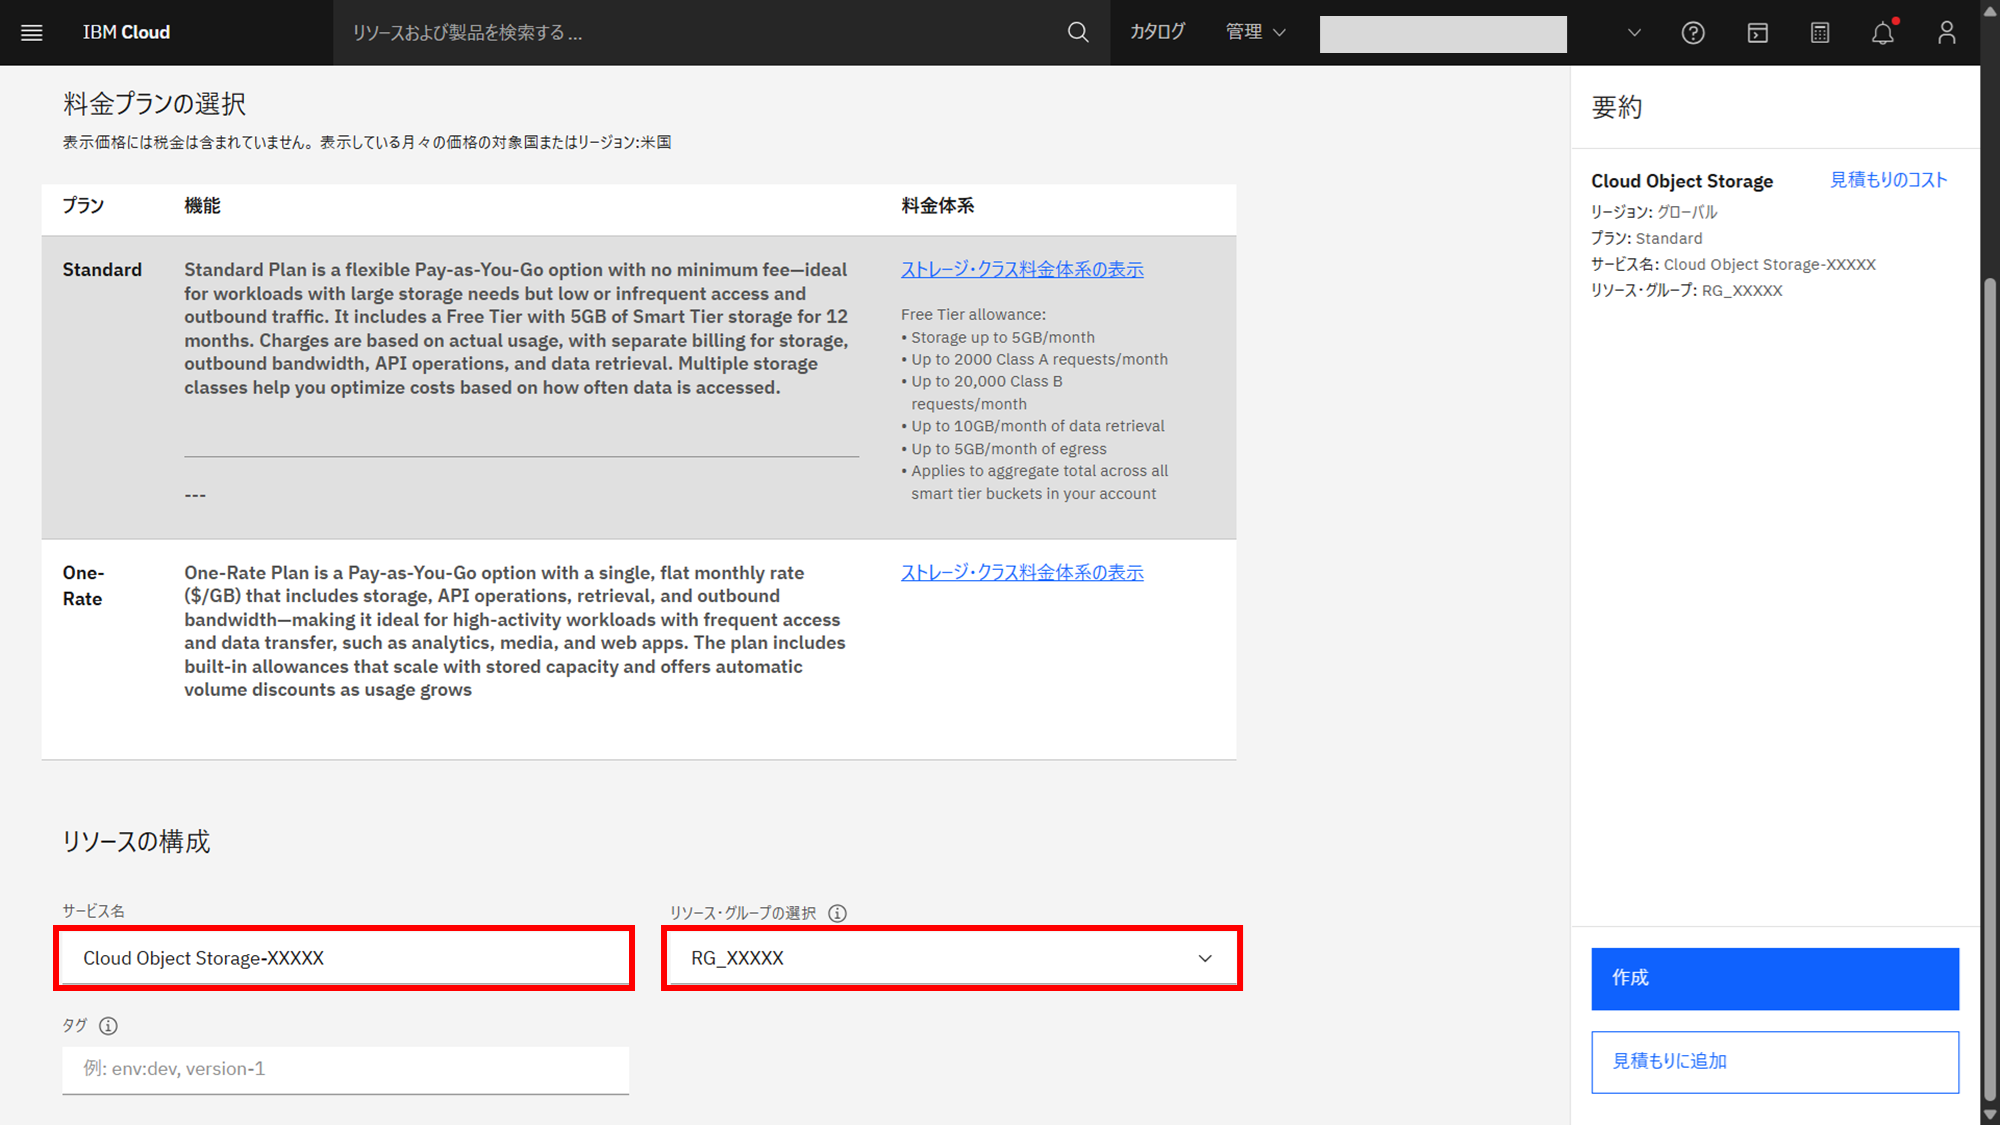 IBM Cloud
リソースおよび製品を検索する ...
カタログ
管理
料金プランの選択
表示価格には税金は含まれていません。表示している月々の価格の対象国またはリージョン:米国
プラン
機能
料金体系
Standard
Standard Plan is a flexible Pay-as-You-Go option with no minimum fee—ideal
for workloads with large storage needs but low or infrequent access and
outbound traffic. It includes a Free Tier with 5GB of Smart Tier storage for 12
months. Charges are based on actual usage, with separate billing for storage,
outbound bandwidth, API operations, and data retrieval. Multiple storage
classes help you optimize costs based on how often data is accessed.
---
ストレージ・クラス料金体系の表示
Free Tier allowance:
• Storage up to 5GB/month
• Up to 2000 Class A requests/month
• Up to 20,000 Class B
requests/month
• Up to 10GB/month of data retrieval
• Up to 5GB/month of egress
• Applies to aggregate total across all
smart tier buckets in your account
One-
Rate
One-Rate Plan is a Pay-as-You-Go option with a single, flat monthly rate
($/GB) that includes storage, API operations, retrieval, and outbound
bandwidth—making it ideal for high-activity workloads with frequent access
and data transfer, such as analytics, media, and web apps. The plan includes
built-in allowances that scale with stored capacity and offers automatic
volume discounts as usage grows
ストレージ・クラス料金体系の表示
リソースの構成
サービス名
Cloud Object Storage-XXXXX
リソース・グループの選択
RG_XXXXX
タグ
例: env:dev, version-1
要約
Cloud Object Storage
見積もりのコスト
リージョン: グローバル
プラン: Standard
サービス名: Cloud Object Storage-XXXXX
リソース・グループ: RG_XXXXX
作成
見積もりに追加